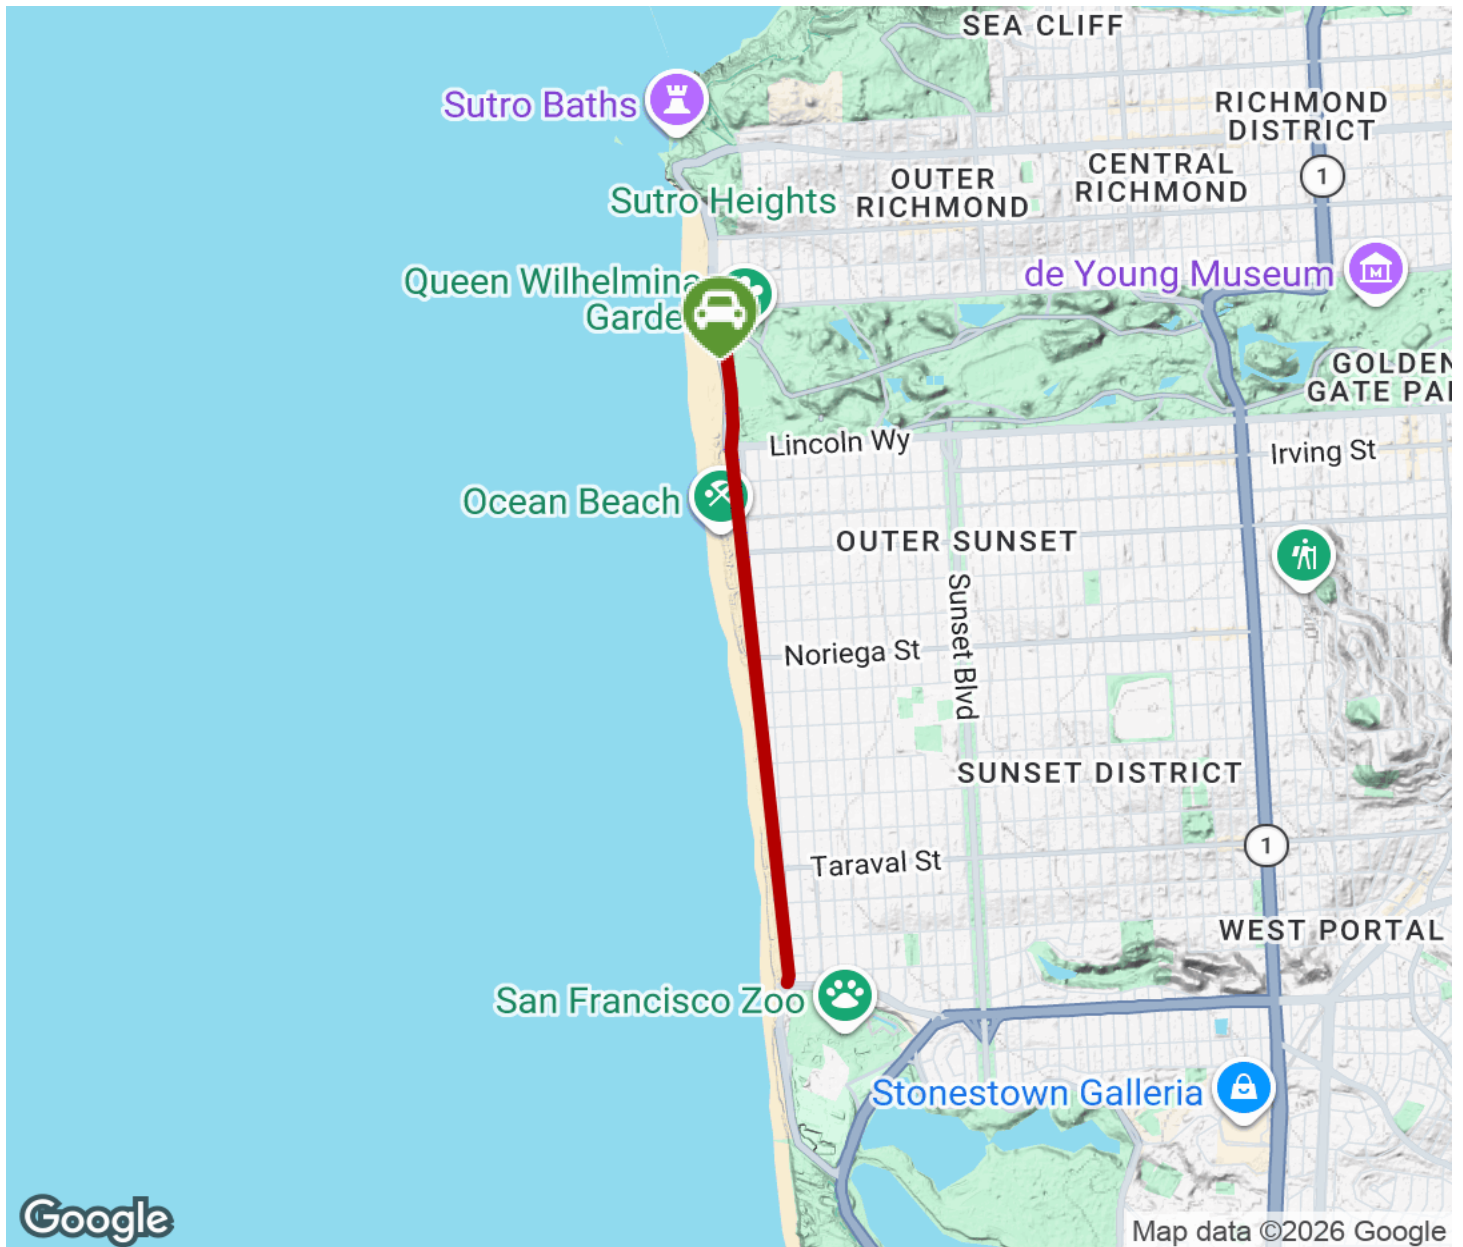 SEA CLIFF
Sutro Baths
RICHMOND
DISTRICT
1
CENTRAL
RICHMOND
OUTER
RICHMOND
Sutro Heights
de Young Museum
Queen Wilhelmina
Garde
GOLDEN
GATE PA
Lincoln Wy
Irving St
Ocean Beach
OUTER SUNSET
Sunset Blvd
Noriega St
SUNSET DISTRICT
1
Taraval St
WEST PORTAL
San Francisco Zoo
Stonestown Galleria
Google
Map data ©2026 Google